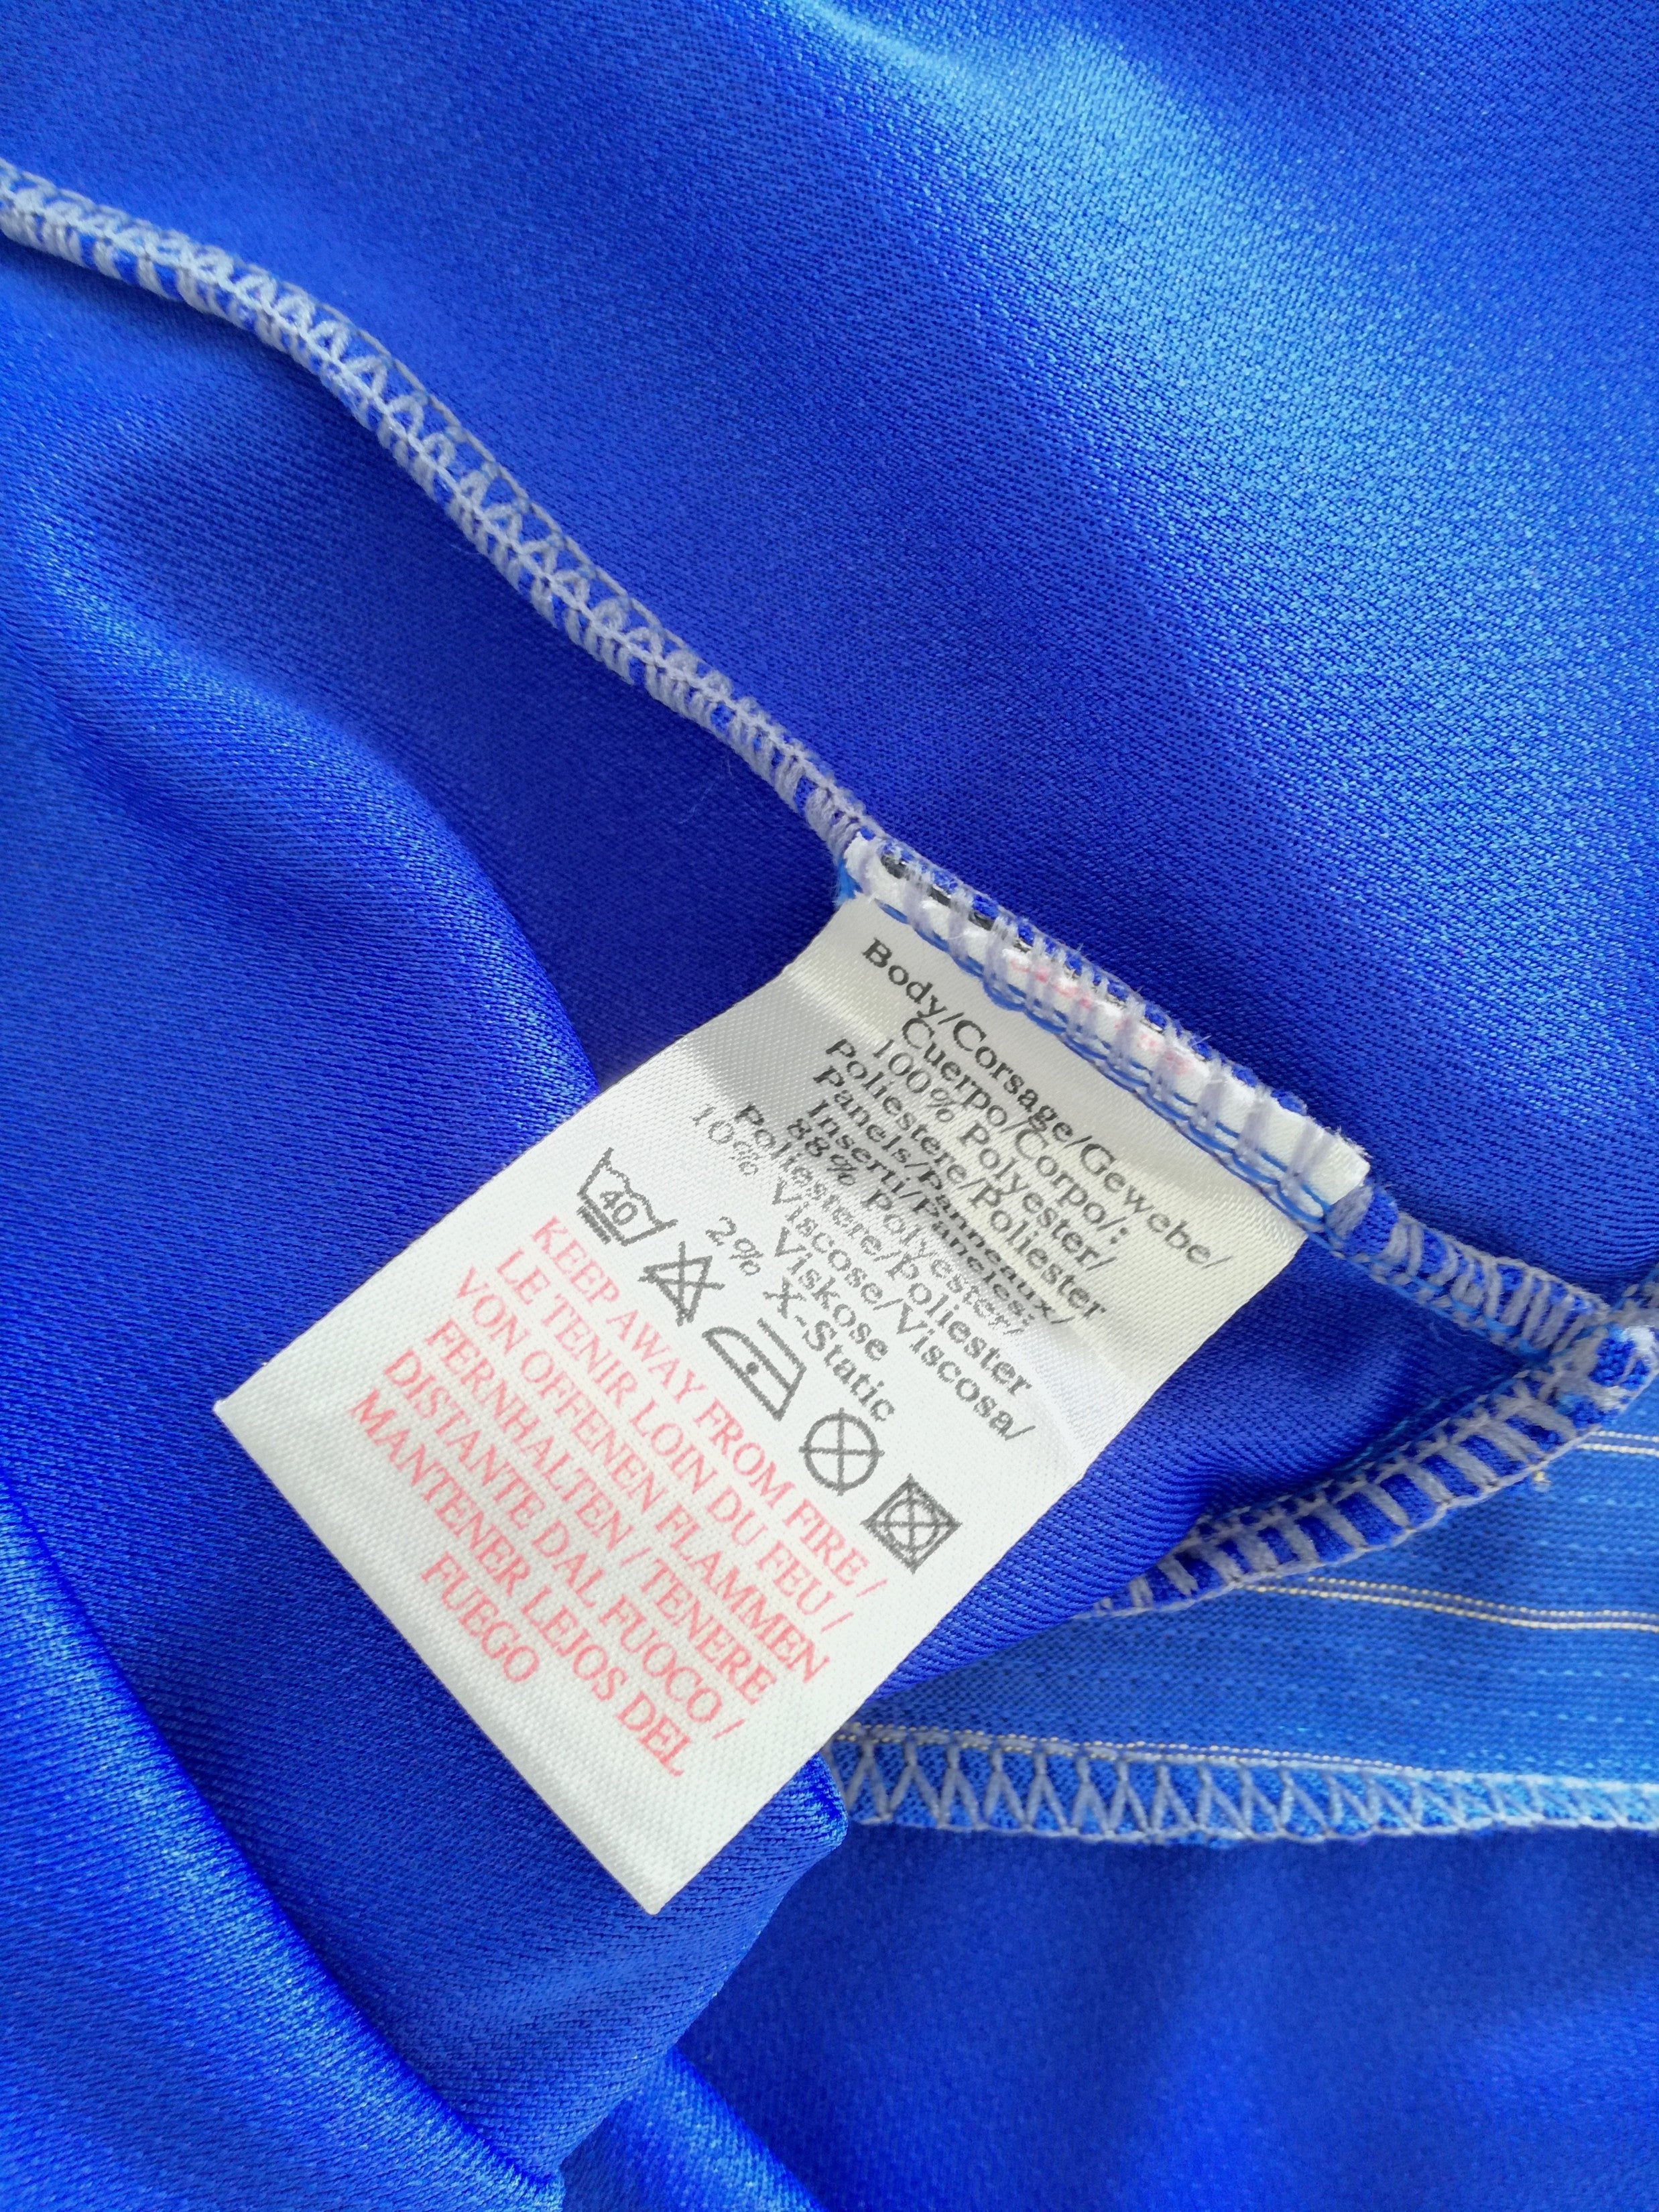 Body/Corsage/Gewebe/
Cuerpo/Corpo/:
100% Polyester/
Poliestere/Poliester
Panels/Panneaux/
Inserti/Panciesi:
88% Polyester/
Poliestere/Poliester
10% Viscose/Viscosa/
Viskose
2% X-Static
40
KEEP AWAY FROM FIRE /
LE TENIR LOIN DU FEU /
VON OFFENEN FLAMMEN
FERNHALTEN / TENERE
DISTANTE DAL FUOCO /
MANTENER LEJOS DEL
FUEGO